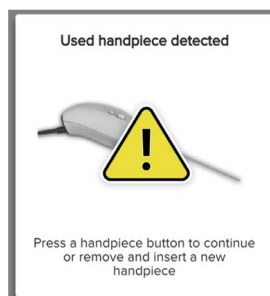 Used handpiece detected
Press a handpiece button to continue
or remove and insert a new
handpiece